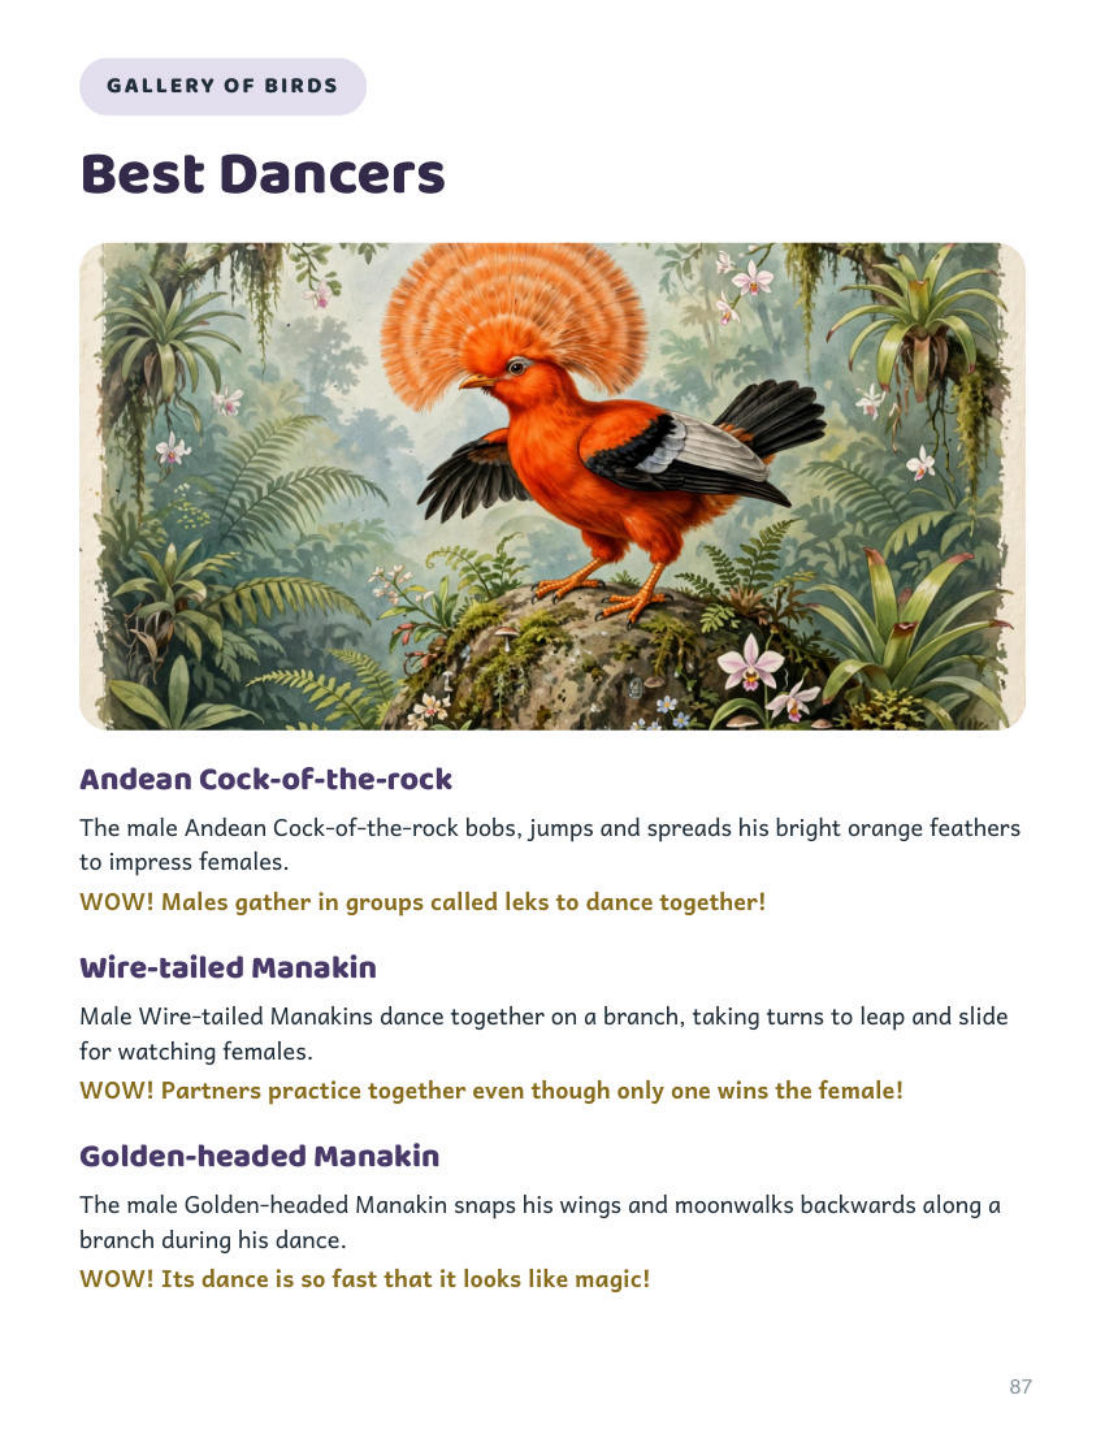 GALLERY OF BIRDS
Best Dancers
Andean Cock-of-the-rock
The male Andean Cock-of-the-rock bobs, jumps and spreads his bright orange feathers
to impress females.
WOW! Males gather in groups called leks to dance together!
Wire-tailed Manakin
Male Wire-tailed Manakins dance together on a branch, taking turns to leap and slide
for watching females.
WOW! Partners practice together even though only one wins the female!
Golden-headed Manakin
The male Golden-headed Manakin snaps his wings and moonwalks backwards along a
branch during his dance.
WOW! Its dance is so fast that it looks like magic!
87